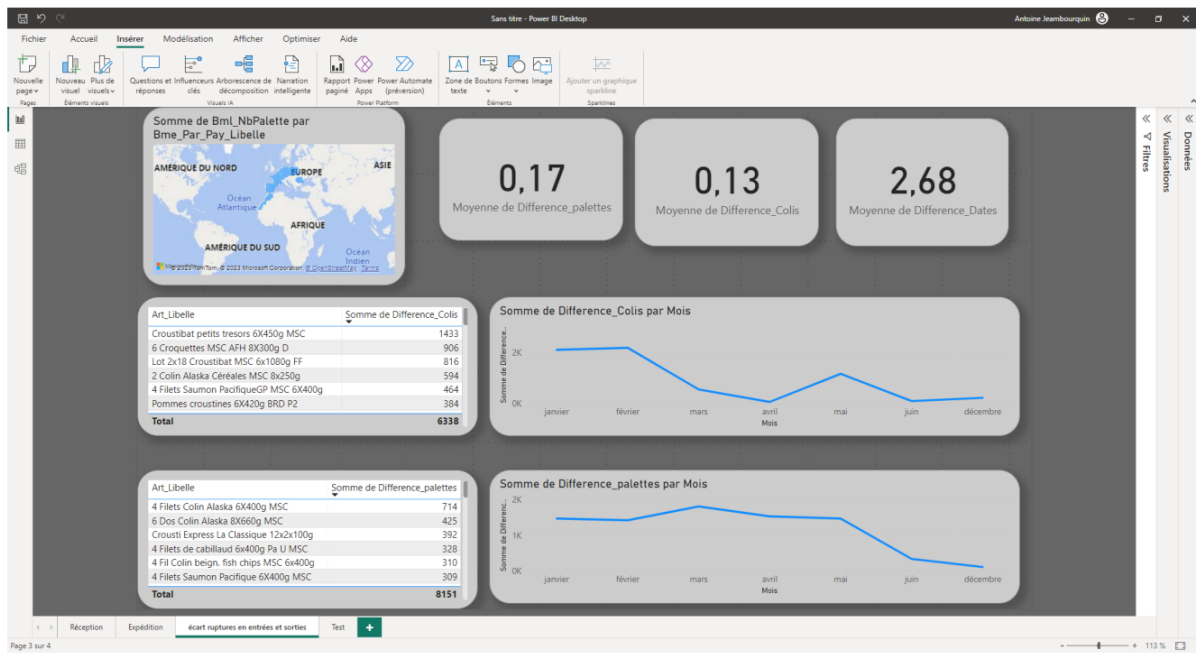 Sans titre - Power BI Desktop
Antoine Jeambourquin
Fichier Accueil Insérer Modélisation Afficher Optimiser Aide
Nouvelle page
Nouveau visuel
Plus de visuels
Questions et réponses
Influenceurs clés
Arborescence de décomposition
Narration intelligente
Rapport paginé
Power Apps
Power Automate (préversion)
Zone de texte
Boutons
Formes
Image
Ajouter un graphique sparkline
Pages
Éléments visuels
Visuels IA
Power Platform
Éléments
Sparklines
Somme de Bml_NbPalette par
Bme_Par_Pay_Libelle
AMÉRIQUE DU NORD
EUROPE
ASIE
Océan
Atlantique
AFRIQUE
AMÉRIQUE DU SUD
Océan
Indien
© 2023 TomTom, © 2023 Microsoft Corporation, © OpenStreetMap Terms
0,17
Moyenne de Difference_palettes
0,13
Moyenne de Difference_Colis
2,68
Moyenne de Difference_Dates
Filtres
Visualisations
Données
Art_Libelle Somme de Difference_Colis
Croustibat petits tresors 6X450g MSC 1433
6 Croquettes MSC AFH 8X300g D 906
Lot 2x18 Croustibat MSC 6x1080g FF 816
2 Colin Alaska Céréales MSC 8x250g 594
4 Filets Saumon PacifiqueGP MSC 6X400g 464
Pommes croustines 6X420g BRD P2 384
Total 6338
Somme de Difference_Colis par Mois
Somme de Difference...
2K
0K
janvier février mars avril mai juin décembre
Mois
Art_Libelle Somme de Difference_palettes
4 Filets Colin Alaska 6X400g MSC 714
6 Dos Colin Alaska 8X660g MSC 425
Crousti Express La Classique 12x2x100g 392
4 Filets de cabillaud 6x400g Pa U MSC 328
4 Fil Colin beign. fish chips MSC 6x400g 310
4 Filets Saumon Pacifique 6X400g MSC 309
Total 8151
Somme de Difference_palettes par Mois
Somme de Differenc...
2K
1K
0K
janvier février mars avril mai juin décembre
Mois
Réception Expédition écart ruptures en entrées et sorties Test
Page 3 sur 4
113 %